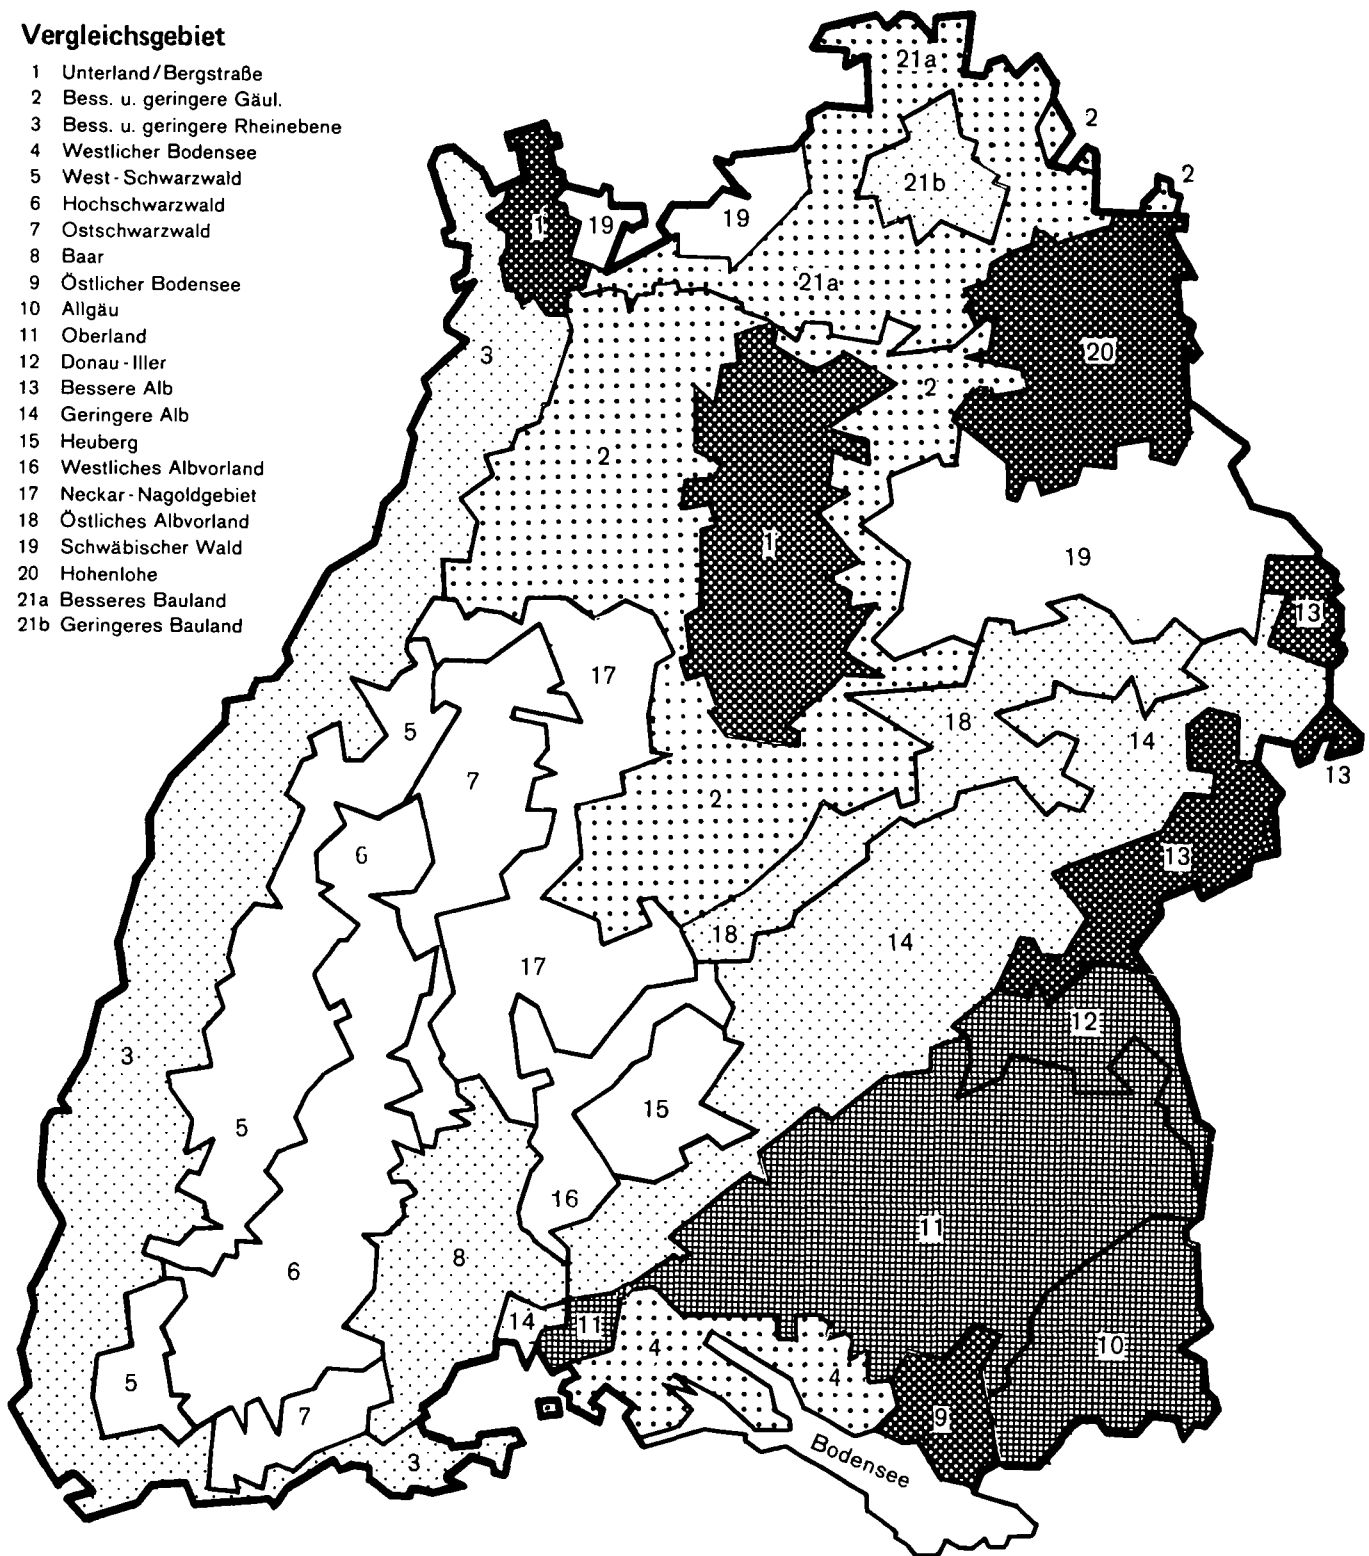 Vergleichsgebiet
1 Unterland/Bergstraße
2 Bess. u. geringere Gäul.
3 Bess. u. geringere Rheinebene
4 Westlicher Bodensee
5 West-Schwarzwald
6 Hochschwarzwald
7 Ostschwarzwald
8 Baar
9 Östlicher Bodensee
10 Allgäu
11 Oberland
12 Donau-Iller
13 Bessere Alb
14 Geringere Alb
15 Heuberg
16 Westliches Albvorland
17 Neckar-Nagoldgebiet
18 Östliches Albvorland
19 Schwäbischer Wald
20 Hohenlohe
21a Besseres Bauland
21b Geringeres Bauland
21a
2
2
21b
1
19
19
21a
3
20
2
2
1
19
13
17
5
18
14
13
7
2
6
13
18
14
17
12
3
15
5
16
11
8
6
14
11
4
10
5
4
7
9
Bodensee
3